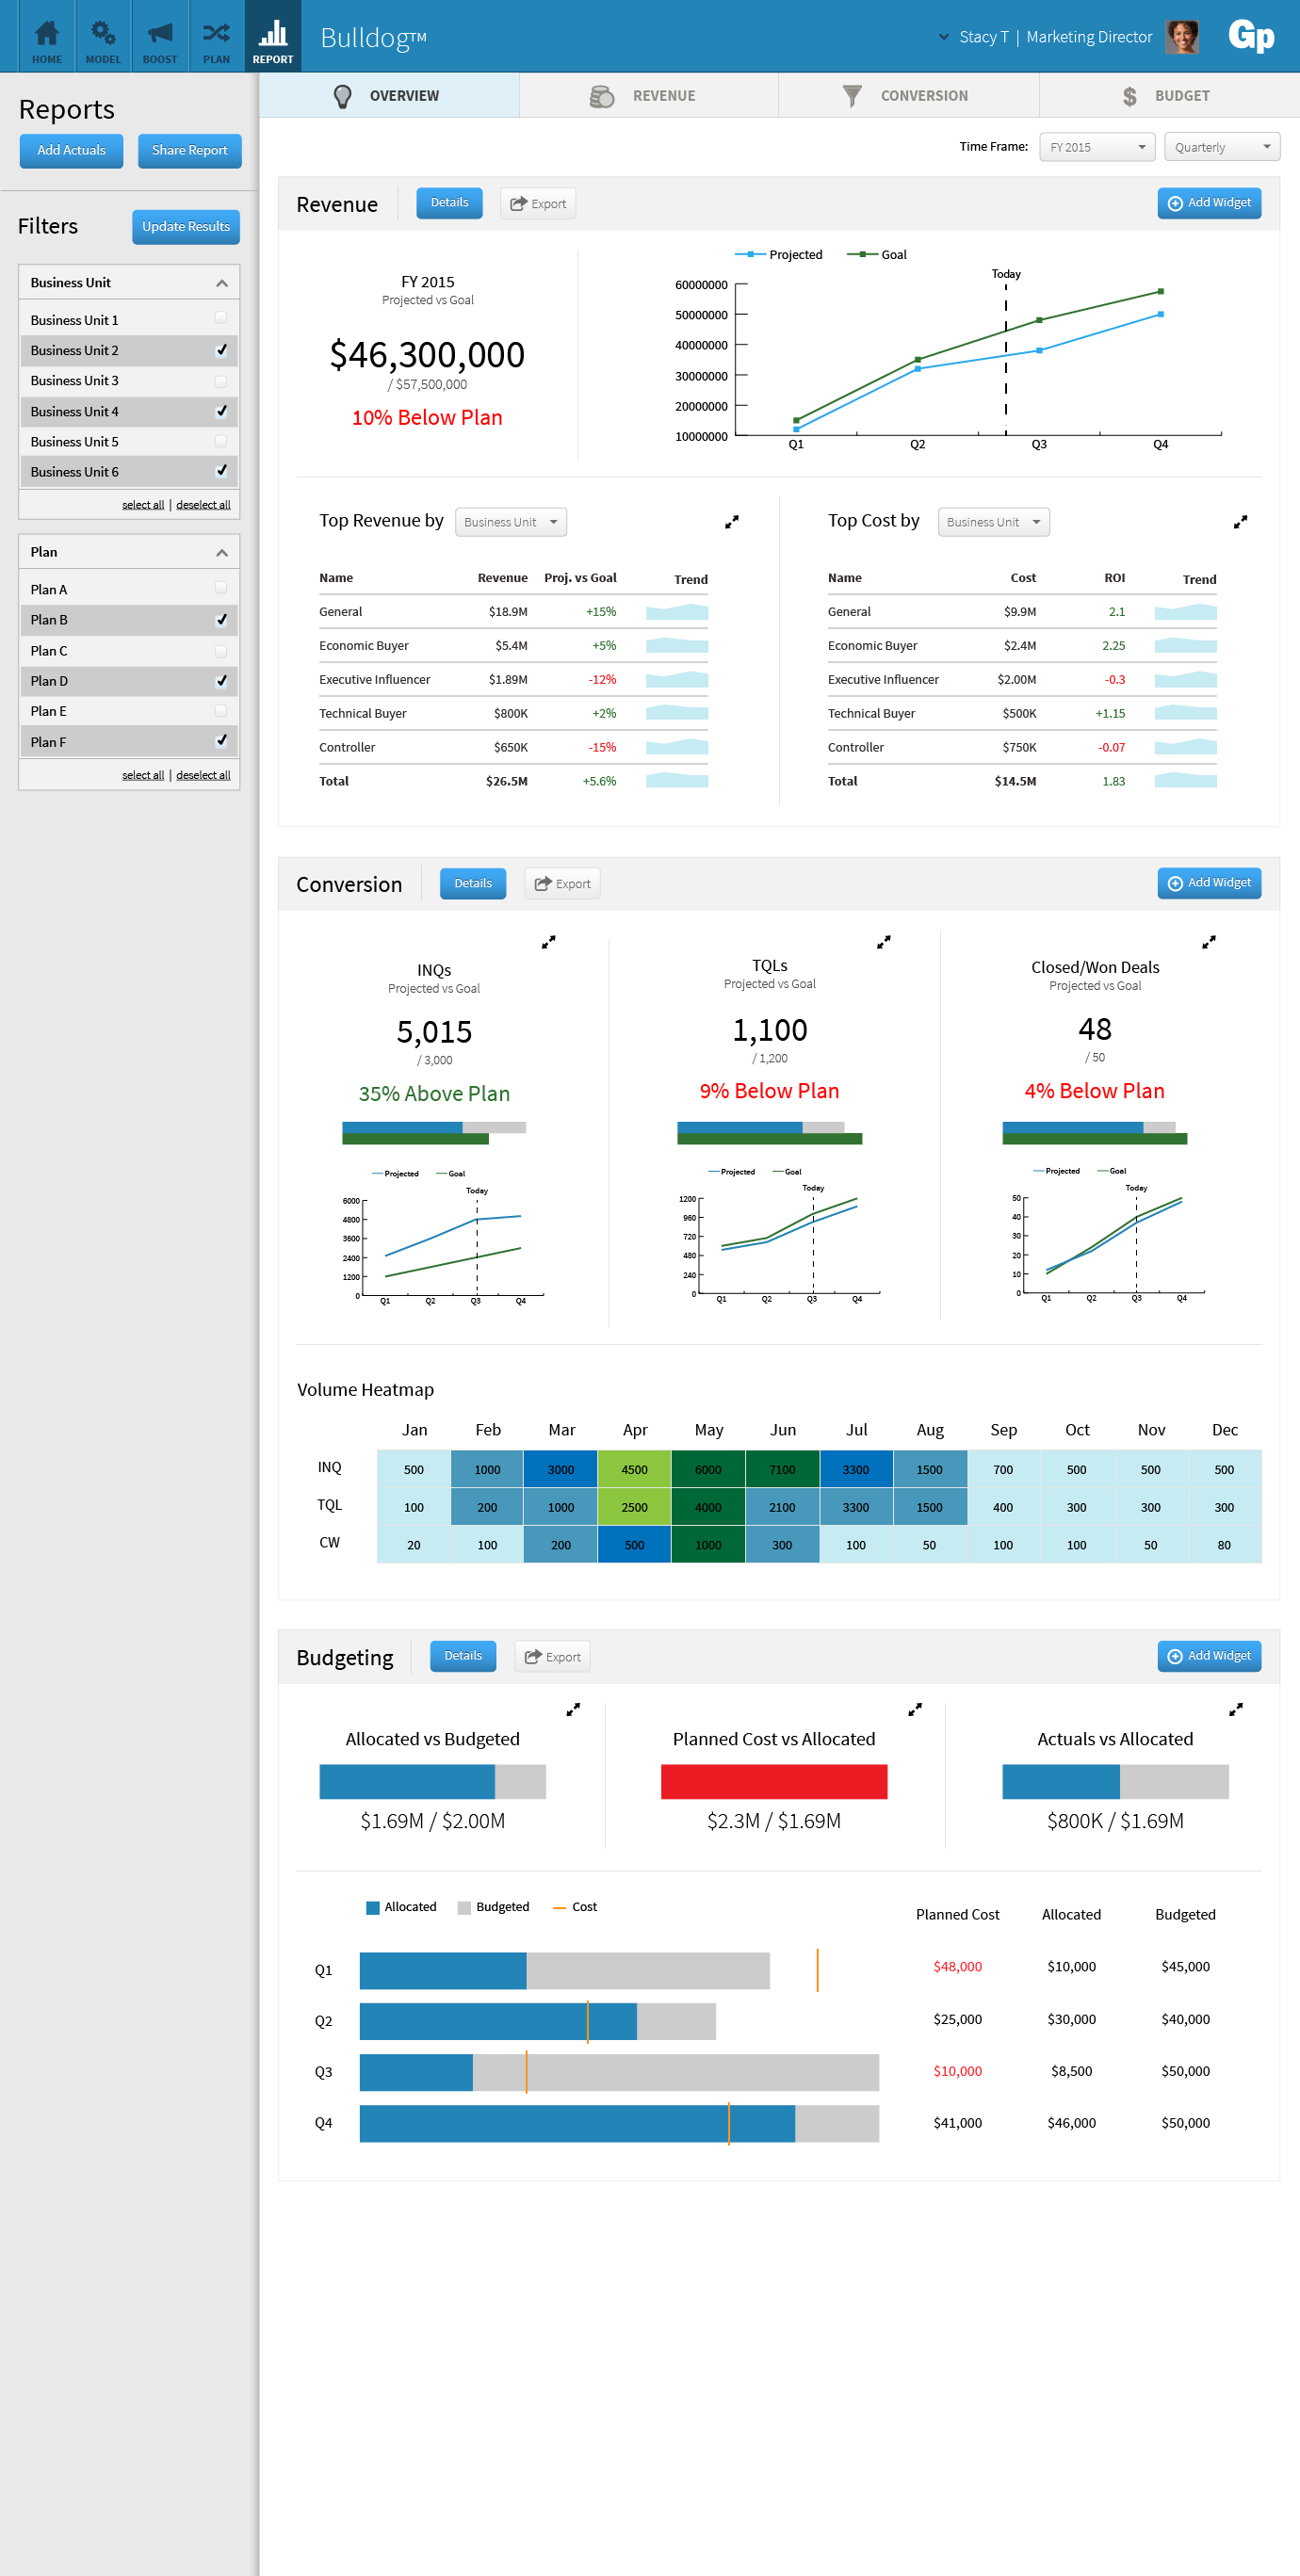 HOME MODEL BOOST PLAN REPORT
Bulldog™
Stacy T | Marketing Director
Gp
Reports
Add Actuals Share Report
Filters Update Results
Business Unit
Business Unit 1
Business Unit 2
Business Unit 3
Business Unit 4
Business Unit 5
Business Unit 6
select all | deselect all
Plan
Plan A
Plan B
Plan C
Plan D
Plan E
Plan F
select all | deselect all
OVERVIEW REVENUE CONVERSION $ BUDGET
Time Frame: FY 2015 Quarterly
Revenue Details Export Add Widget
FY 2015
Projected vs Goal
$46,300,000
/ $57,500,000
10% Below Plan
Projected Goal
Today
60000000
50000000
40000000
30000000
20000000
10000000
Q1 Q2 Q3 Q4
Top Revenue by Business Unit
Name Revenue Proj. vs Goal Trend
General $18.9M +15%
Economic Buyer $5.4M +5%
Executive Influencer $1.89M -12%
Technical Buyer $800K +2%
Controller $650K -15%
Total $26.5M +5.6%
Top Cost by Business Unit
Name Cost ROI Trend
General $9.9M 2.1
Economic Buyer $2.4M 2.25
Executive Influencer $2.00M -0.3
Technical Buyer $500K +1.15
Controller $750K -0.07
Total $14.5M 1.83
Conversion Details Export Add Widget
INQs
Projected vs Goal
5,015
/ 3,000
35% Above Plan
Projected Goal
Today
6000
4800
3600
2400
1200
0
Q1 Q2 Q3 Q4
TQLs
Projected vs Goal
1,100
/ 1,200
9% Below Plan
Projected Goal
Today
1200
960
720
480
240
0
Q1 Q2 Q3 Q4
Closed/Won Deals
Projected vs Goal
48
/ 50
4% Below Plan
Projected Goal
Today
50
40
30
20
10
0
Q1 Q2 Q3 Q4
Volume Heatmap
Jan Feb Mar Apr May Jun Jul Aug Sep Oct Nov Dec
INQ 500 1000 3000 4500 6000 7100 3300 1500 700 500 500 500
TQL 100 200 1000 2500 4000 2100 3300 1500 400 300 300 300
CW 20 100 200 500 1000 300 100 50 100 100 50 80
Budgeting Details Export Add Widget
Allocated vs Budgeted
$1.69M / $2.00M
Planned Cost vs Allocated
$2.3M / $1.69M
Actuals vs Allocated
$800K / $1.69M
Allocated Budgeted Cost
Planned Cost Allocated Budgeted
Q1 $48,000 $10,000 $45,000
Q2 $25,000 $30,000 $40,000
Q3 $10,000 $8,500 $50,000
Q4 $41,000 $46,000 $50,000